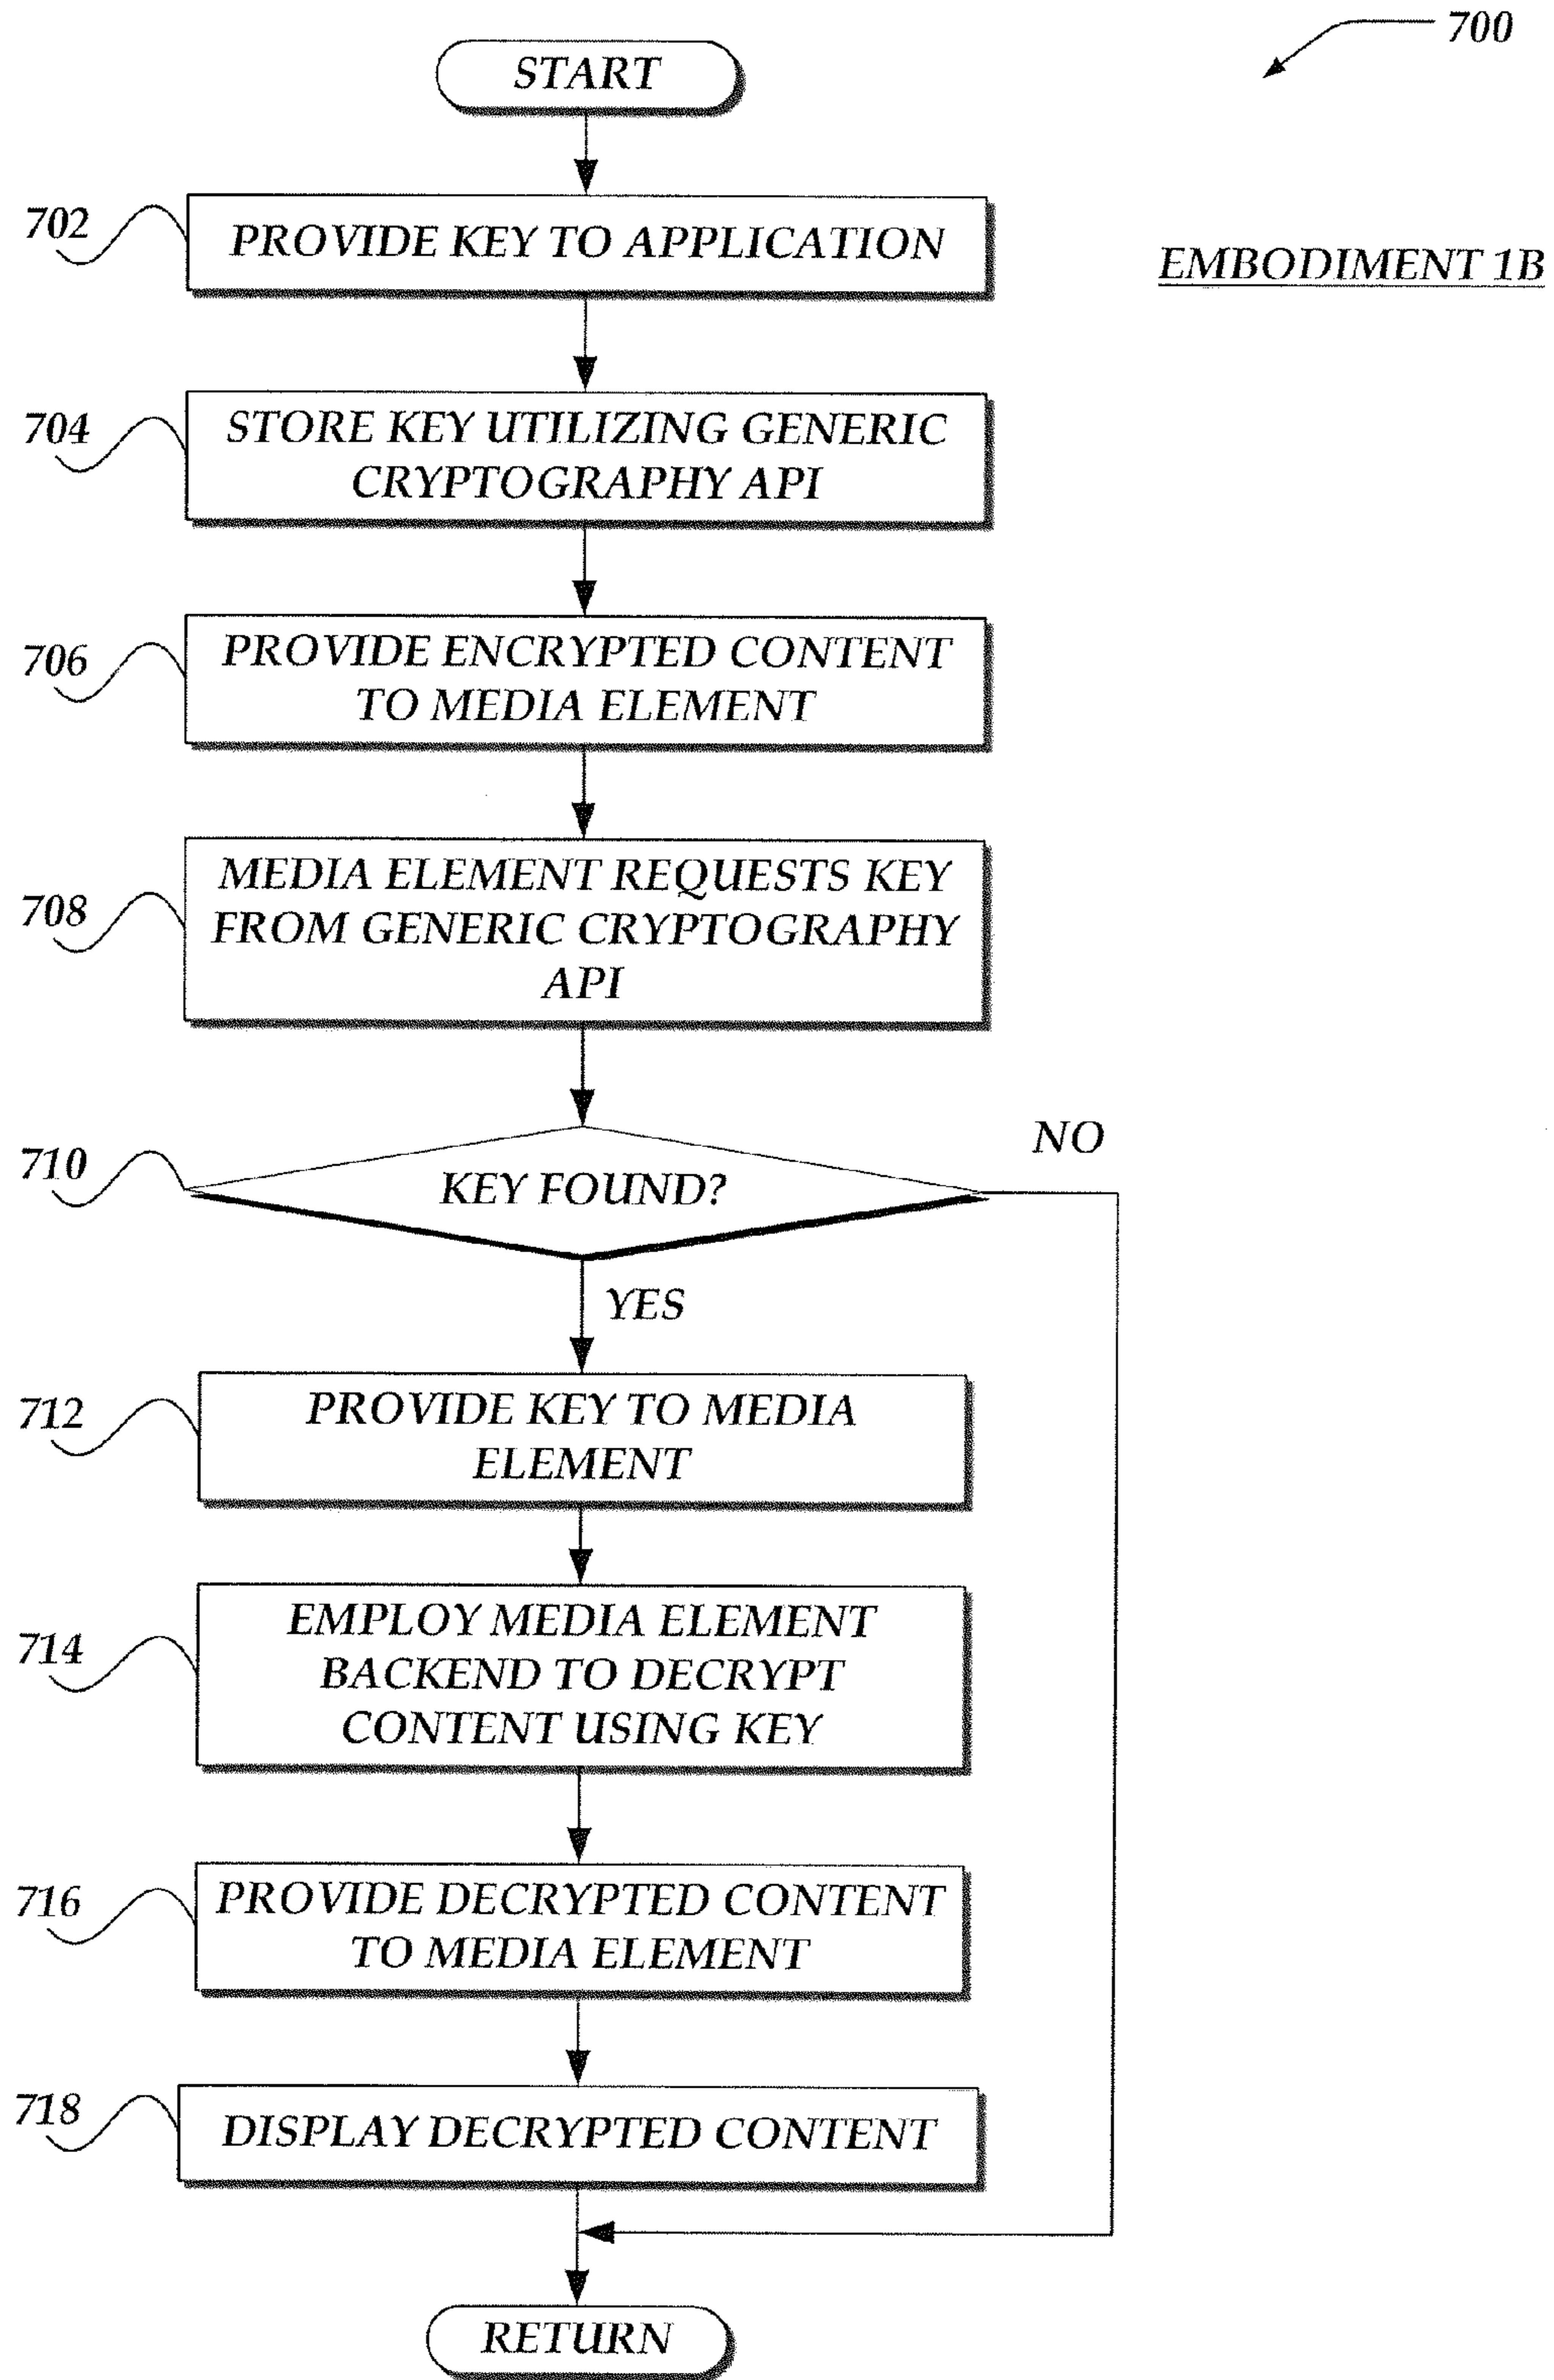 700
START
702
PROVIDE KEY TO APPLICATION
EMBODIMENT 1B
704
STORE KEY UTILIZING GENERIC
CRYPTOGRAPHY API
706
PROVIDE ENCRYPTED CONTENT
TO MEDIA ELEMENT
708
MEDIA ELEMENT REQUESTS KEY
FROM GENERIC CRYPTOGRAPHY
API
710
KEY FOUND?
NO
YES
712
PROVIDE KEY TO MEDIA
ELEMENT
714
EMPLOY MEDIA ELEMENT
BACKEND TO DECRYPT
CONTENT USING KEY
716
PROVIDE DECRYPTED CONTENT
TO MEDIA ELEMENT
718
DISPLAY DECRYPTED CONTENT
RETURN